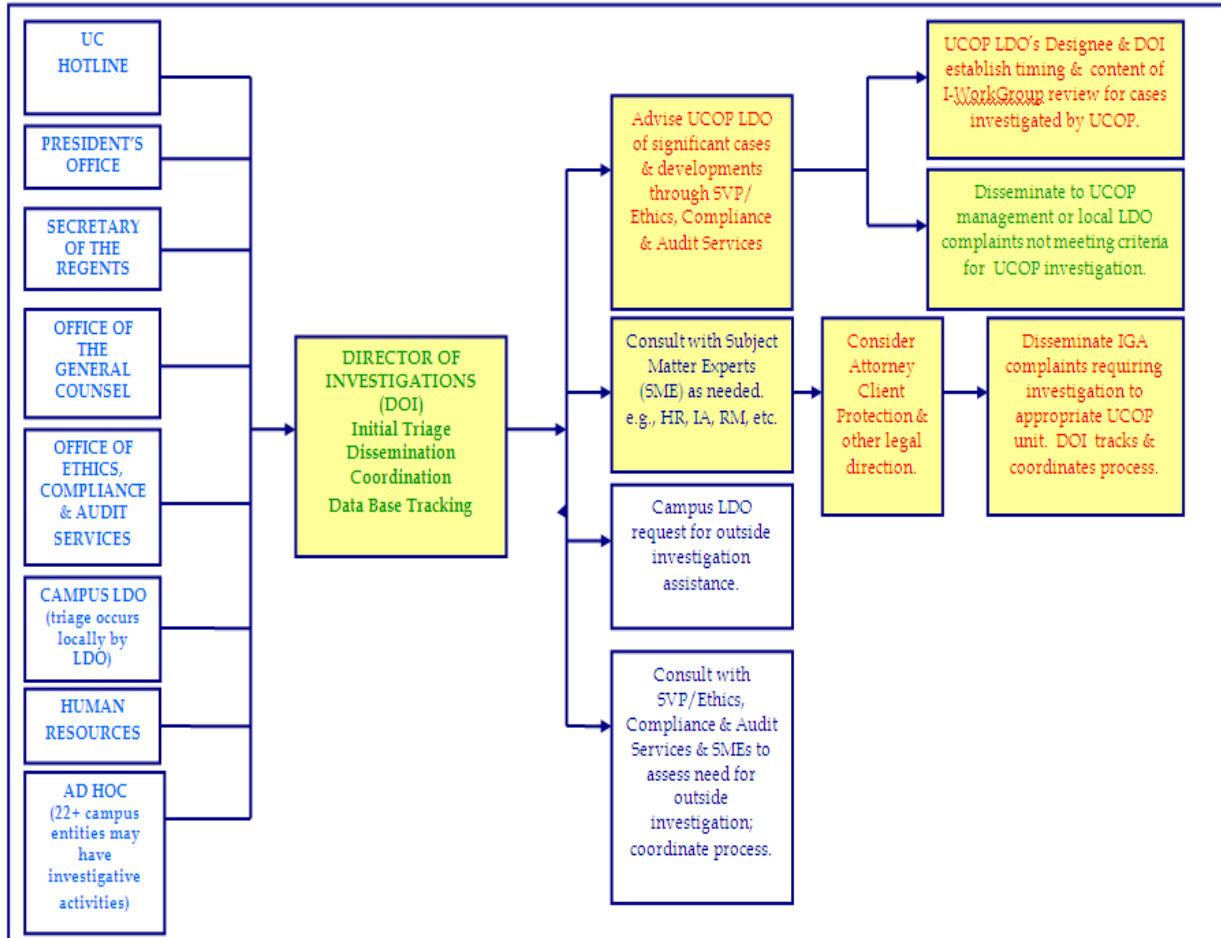 UC
HOTLINE
PRESIDENT'S
OFFICE
SECRETARY
OF THE
REGENTS
OFFICE OF
THE
GENERAL
COUNSEL
OFFICE OF
ETHICS,
COMPLIANCE
& AUDIT
SERVICES
CAMPUS LDO
(triage occurs
locally by
LDO)
HUMAN
RESOURCES
AD HOC
(22+ campus
entities may
have
investigative
activities)
DIRECTOR OF
INVESTIGATIONS
(DOI)
Initial Triage
Dissemination
Coordination
Data Base Tracking
Advise UCOP LDO
of significant cases
& developments
through SVP/
Ethics, Compliance
& Audit Services
UCOP LDO's Designee & DOI
establish timing & content of
I-WorkGroup review for cases
investigated by UCOP.
Disseminate to UCOP
management or local LDO
complaints not meeting criteria
for UCOP investigation.
Consult with Subject
Matter Experts
(SME) as needed.
e.g., HR, IA, RM, etc.
Consider
Attorney
Client
Protection &
other legal
direction.
Disseminate IGA
complaints requiring
investigation to
appropriate UCOP
unit. DOI tracks &
coordinates process.
Campus LDO
request for outside
investigation
assistance.
Consult with
SVP/Ethics,
Compliance & Audit
Services & SMEs to
assess need for
outside
investigation;
coordinate process.